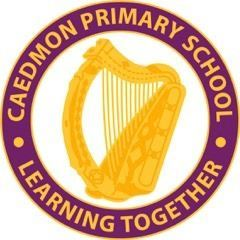 CAEDMON PRIMARY SCHOOL
LEARNING TOGETHER